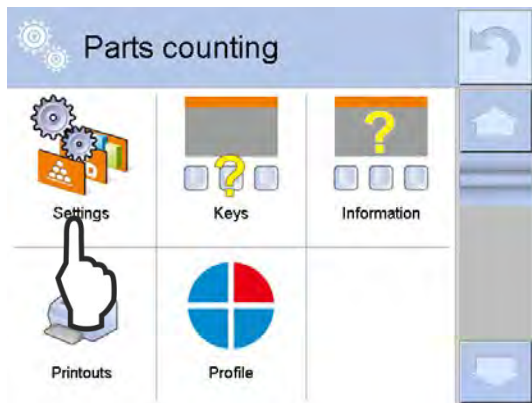 Parts counting
Settings
Keys
Information
Printouts
Profile